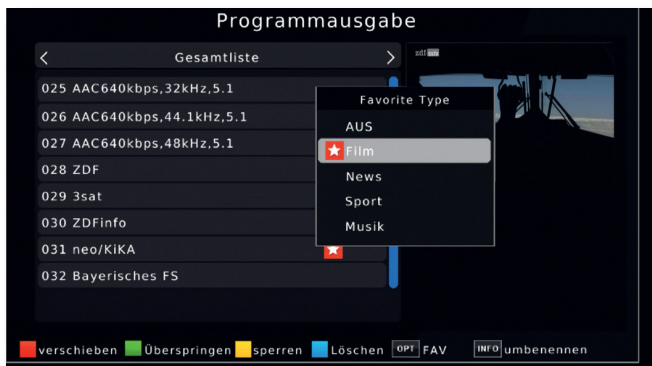 Programmausgabe
Gesamtliste
zdf neo
025 AAC640kbps,32kHz,5.1
026 AAC640kbps,44.1kHz,5.1
027 AAC640kbps,48kHz,5.1
028 ZDF
029 3sat
030 ZDFinfo
031 neo/KiKA
032 Bayerisches FS
Favorite Type
AUS
Film
News
Sport
Musik
verschieben Überspringen sperren Löschen OPT FAV INFO umbenennen